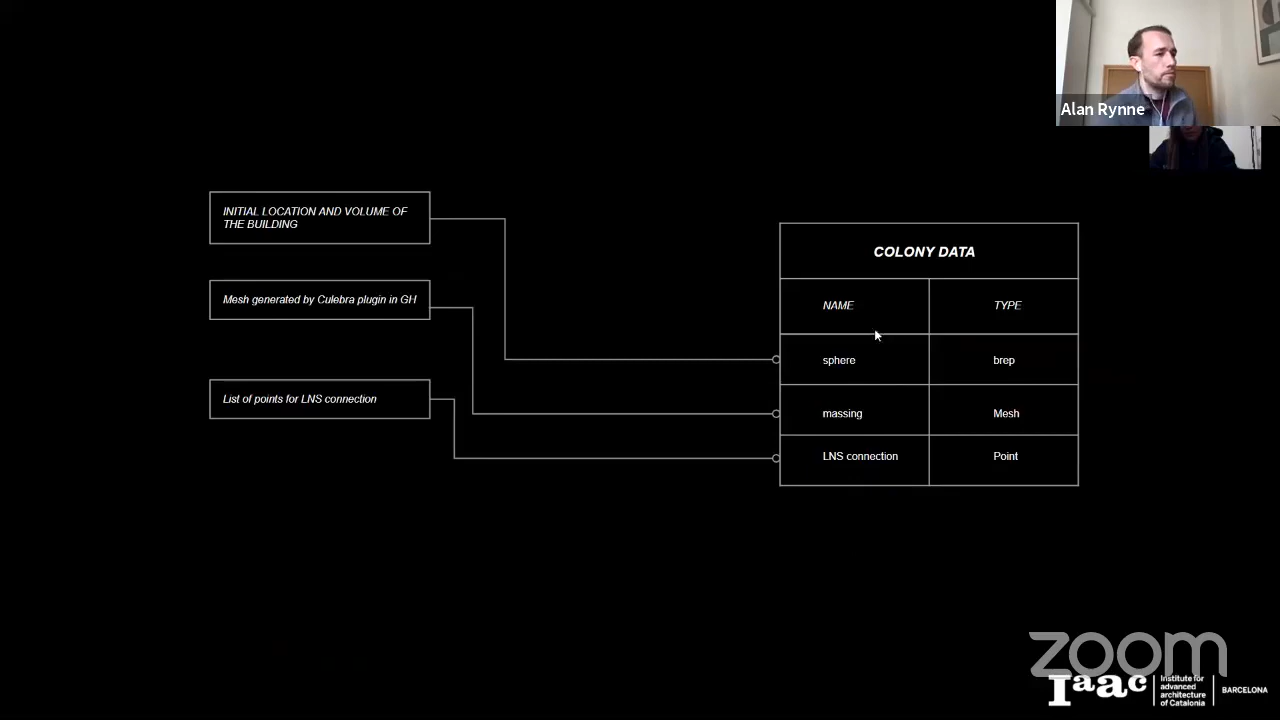 Alan Rynne
INITIAL LOCATION AND VOLUME OF
THE BUILDING
Mesh generated by Culebra plugin in GH
List of points for LNS connection
COLONY DATA
NAME TYPE
sphere brep
massing Mesh
LNS connection Point
zoom
Iaac
Institute for
advanced
architecture
of Catalonia
BARCELONA